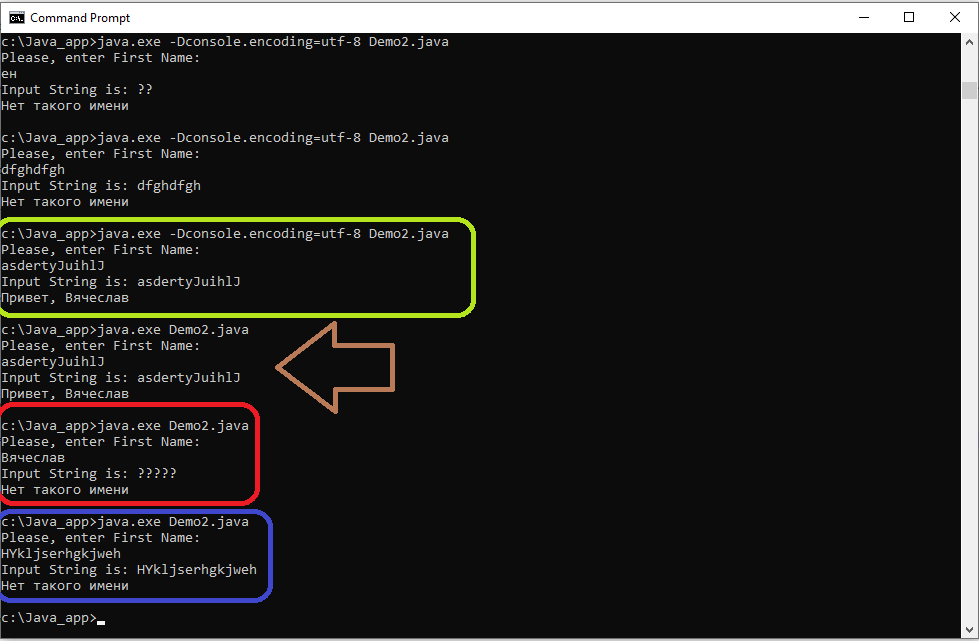 Command Prompt
c:\Java_app>java.exe -Dconsole.encoding=utf-8 Demo2.java
Please, enter First Name:
ен
Input String is: ??
Нет такого имени
c:\Java_app>java.exe -Dconsole.encoding=utf-8 Demo2.java
Please, enter First Name:
dfghdfgh
Input String is: dfghdfgh
Нет такого имени
c:\Java_app>java.exe -Dconsole.encoding=utf-8 Demo2.java
Please, enter First Name:
asdertyJuihlJ
Input String is: asdertyJuihlJ
Привет, Вячеслав
c:\Java_app>java.exe Demo2.java
Please, enter First Name:
asdertyJuihlJ
Input String is: asdertyJuihlJ
Привет, Вячеслав
c:\Java_app>java.exe Demo2.java
Please, enter First Name:
Вячеслав
Input String is: ?????
Нет такого имени
c:\Java_app>java.exe Demo2.java
Please, enter First Name:
HYkljserhgkjweh
Input String is: HYkljserhgkjweh
Нет такого имени
c:\Java_app>